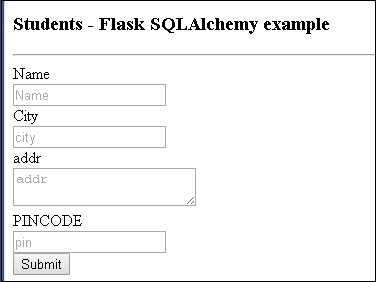 Students - Flask SQLAlchemy example
Name
Name
City
city
addr
addr
PINCODE
pin
Submit